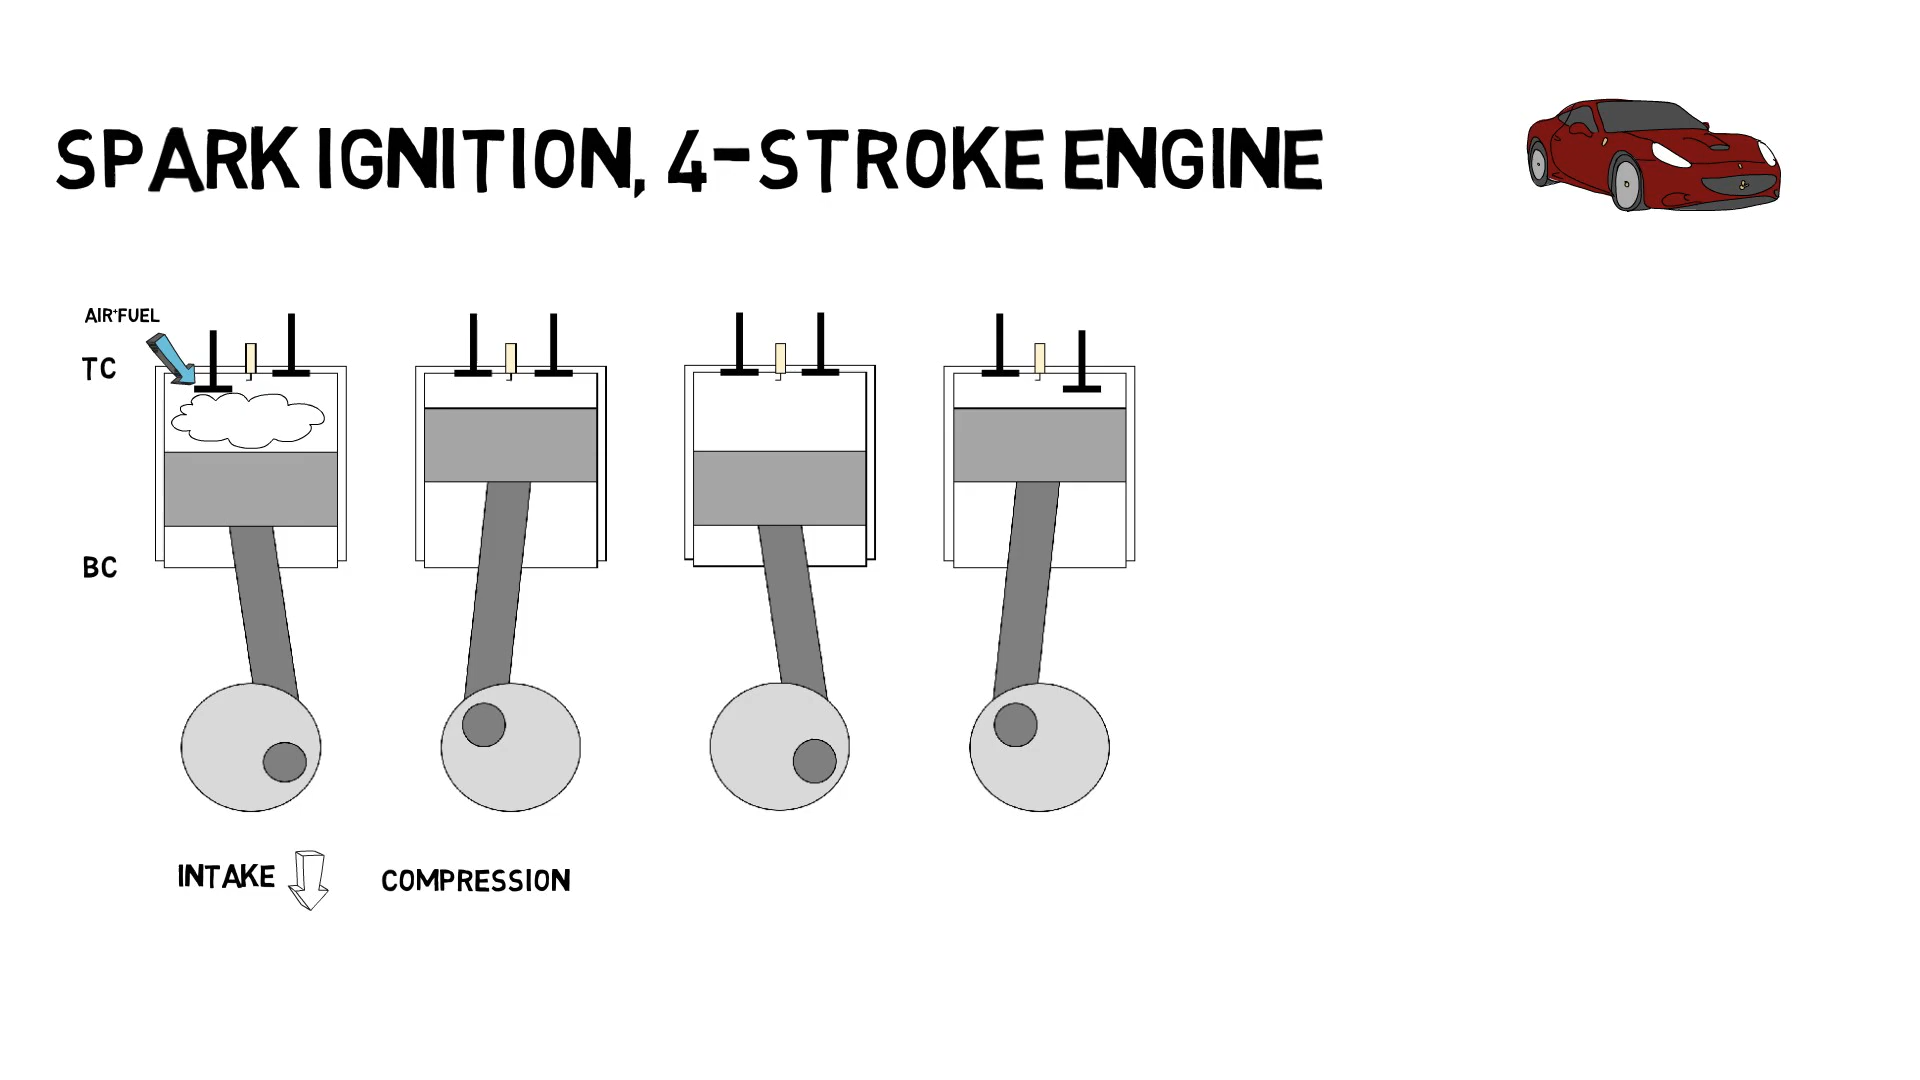 SPARK IGNITION, 4-STROKE ENGINE
AIR+FUEL
TC
BC
INTAKE
COMPRESSION